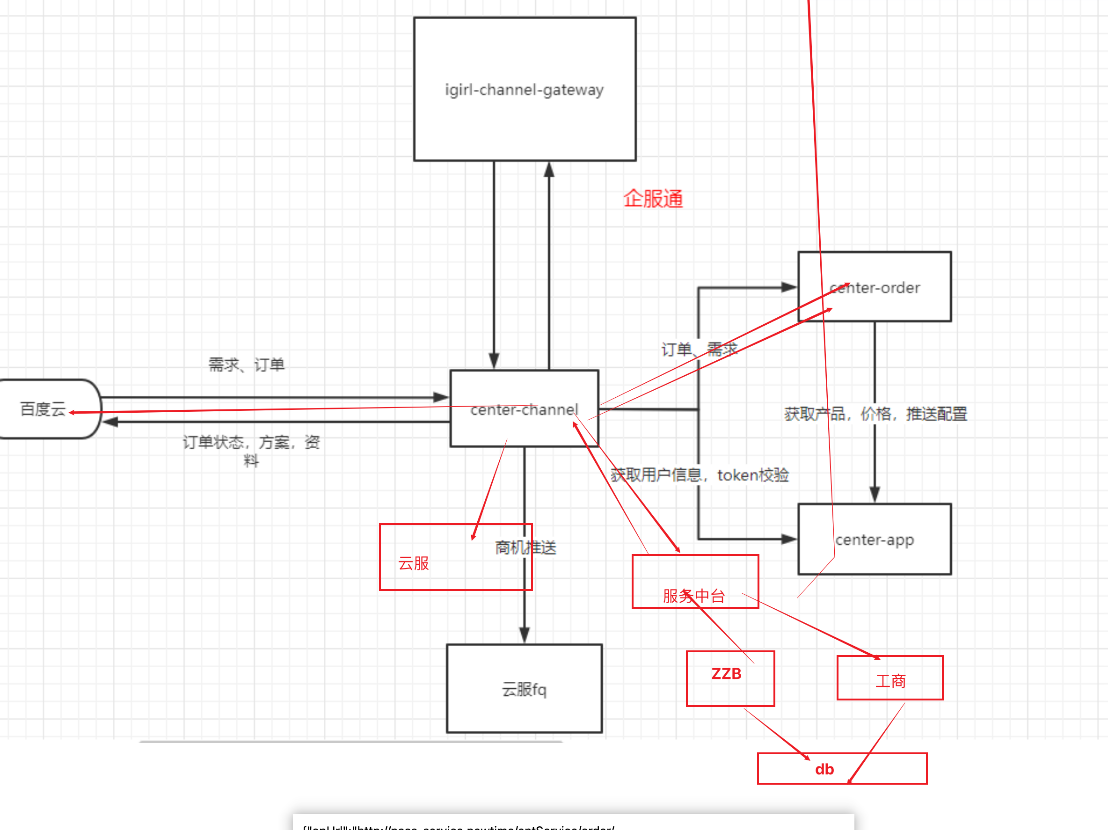 igirl-channel-gateway
企服通
center-order
需求、订单
订单、需求
百度云
center-channel
获取产品，价格，推送配置
订单状态，方案，资
料
获取用户信息，token校验
center-app
商机推送
云服
服务中台
ZZB
工商
云服fq
db